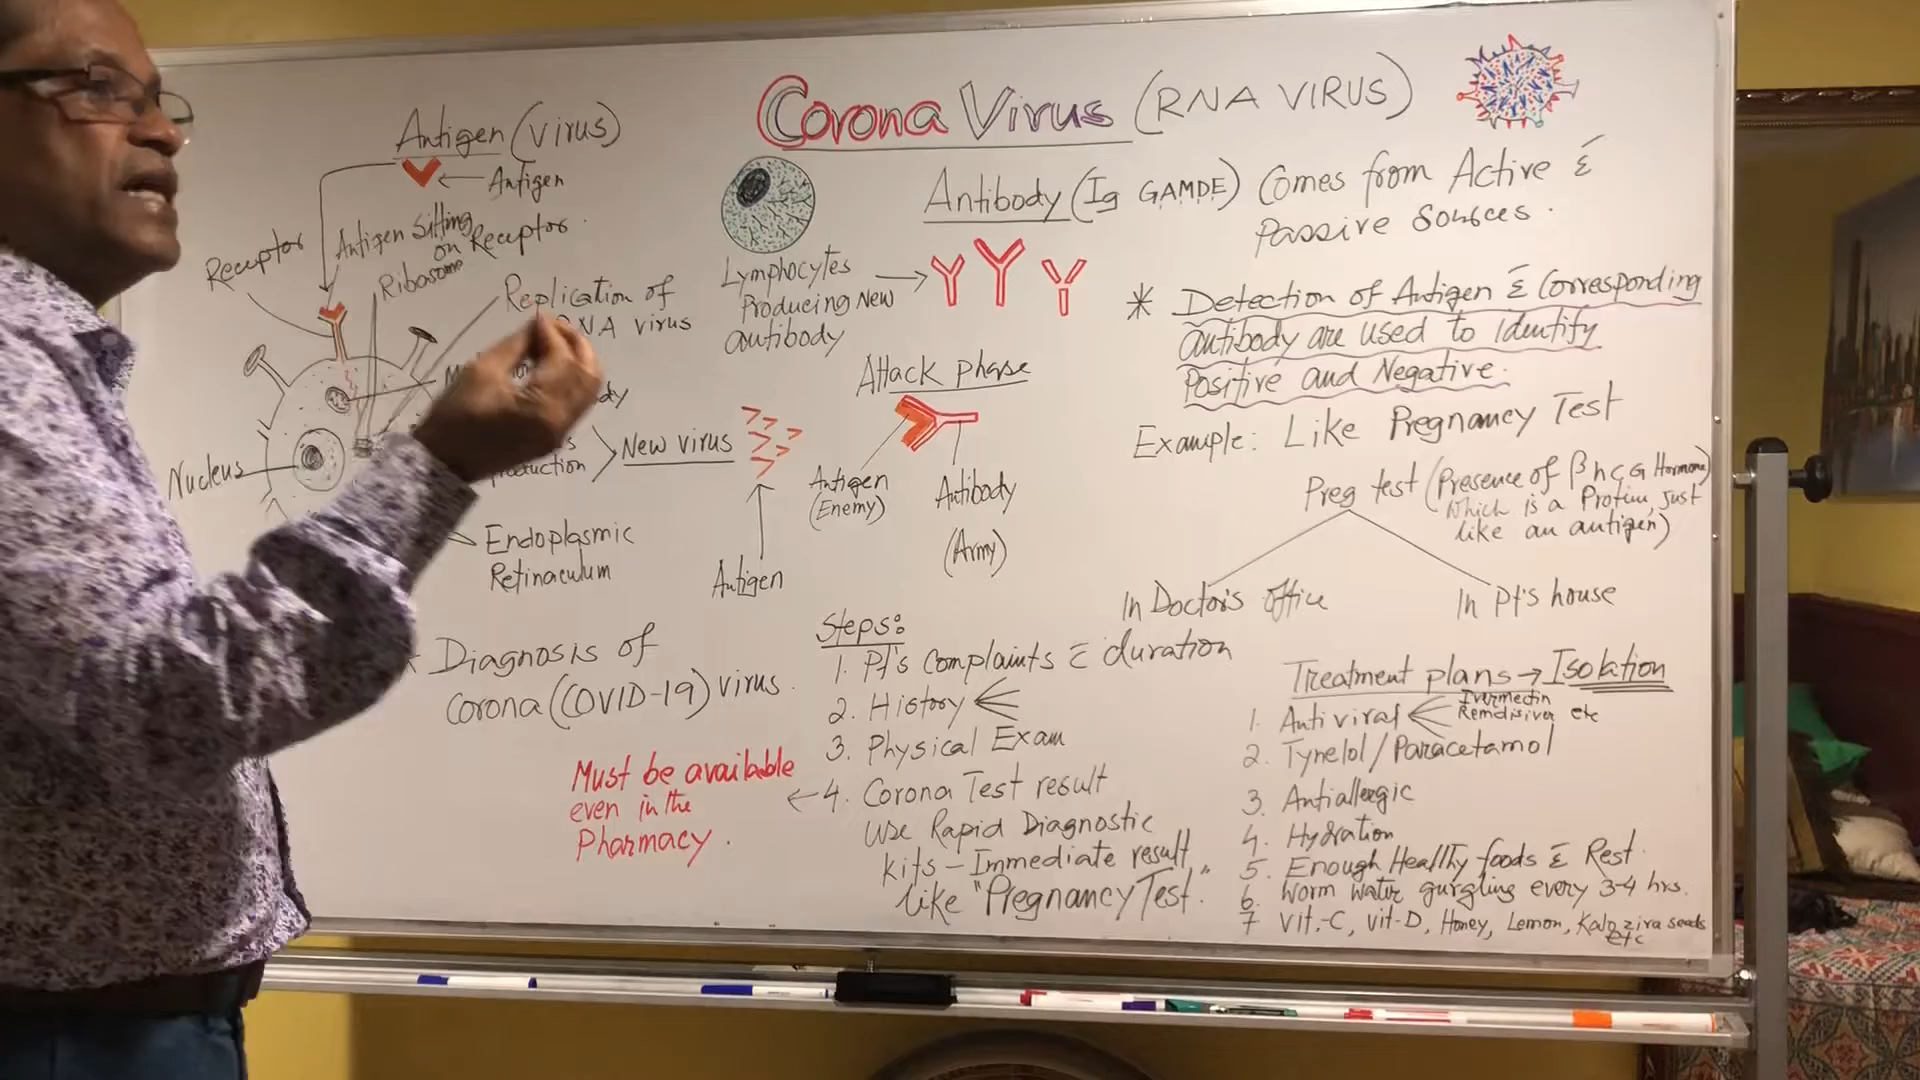 Corona Virus (RNA VIRUS)
Antigen (virus)
Antigen
Receptor
Antigen Sitting
on Receptor
Ribosome
Replication of
RNA virus
Nucleus
New virus
Endoplasmic
Retinaculum
Antigen
Lymphocytes
Producing New
antibody
Antibody (Ig GAMDE) Comes from Active &
Passive Sources.
Attack phase
Antigen
(Enemy)
Antibody
(Army)
* Detection of Antigen & Corresponding
antibody are used to identify
Positive and Negative.
Example: Like Pregnancy Test
Preg test (Presence of β hCG Hormone
which is a Protein, just
like an antigen)
In Doctor's office
In Pt's house
* Diagnosis of
Corona (COVID-19) virus.
Steps:
1. Pt's Complaints c̄ duration
2. History
3. Physical Exam
4. Corona Test result
Use Rapid Diagnostic
kits - Immediate result,
like "Pregnancy Test".
Must be available
even in the
Pharmacy.
Treatment plans → Isolation
1. Antiviral
Ivermectin
Remdisiver etc
2. Tynelol/Paracetamol
3. Antiallergic
4. Hydration
5. Enough Healthy foods & Rest.
6. Worm water gurgling every 3-4 hrs.
7 Vit-C, Vit-D, Honey, Lemon, seeds
etc